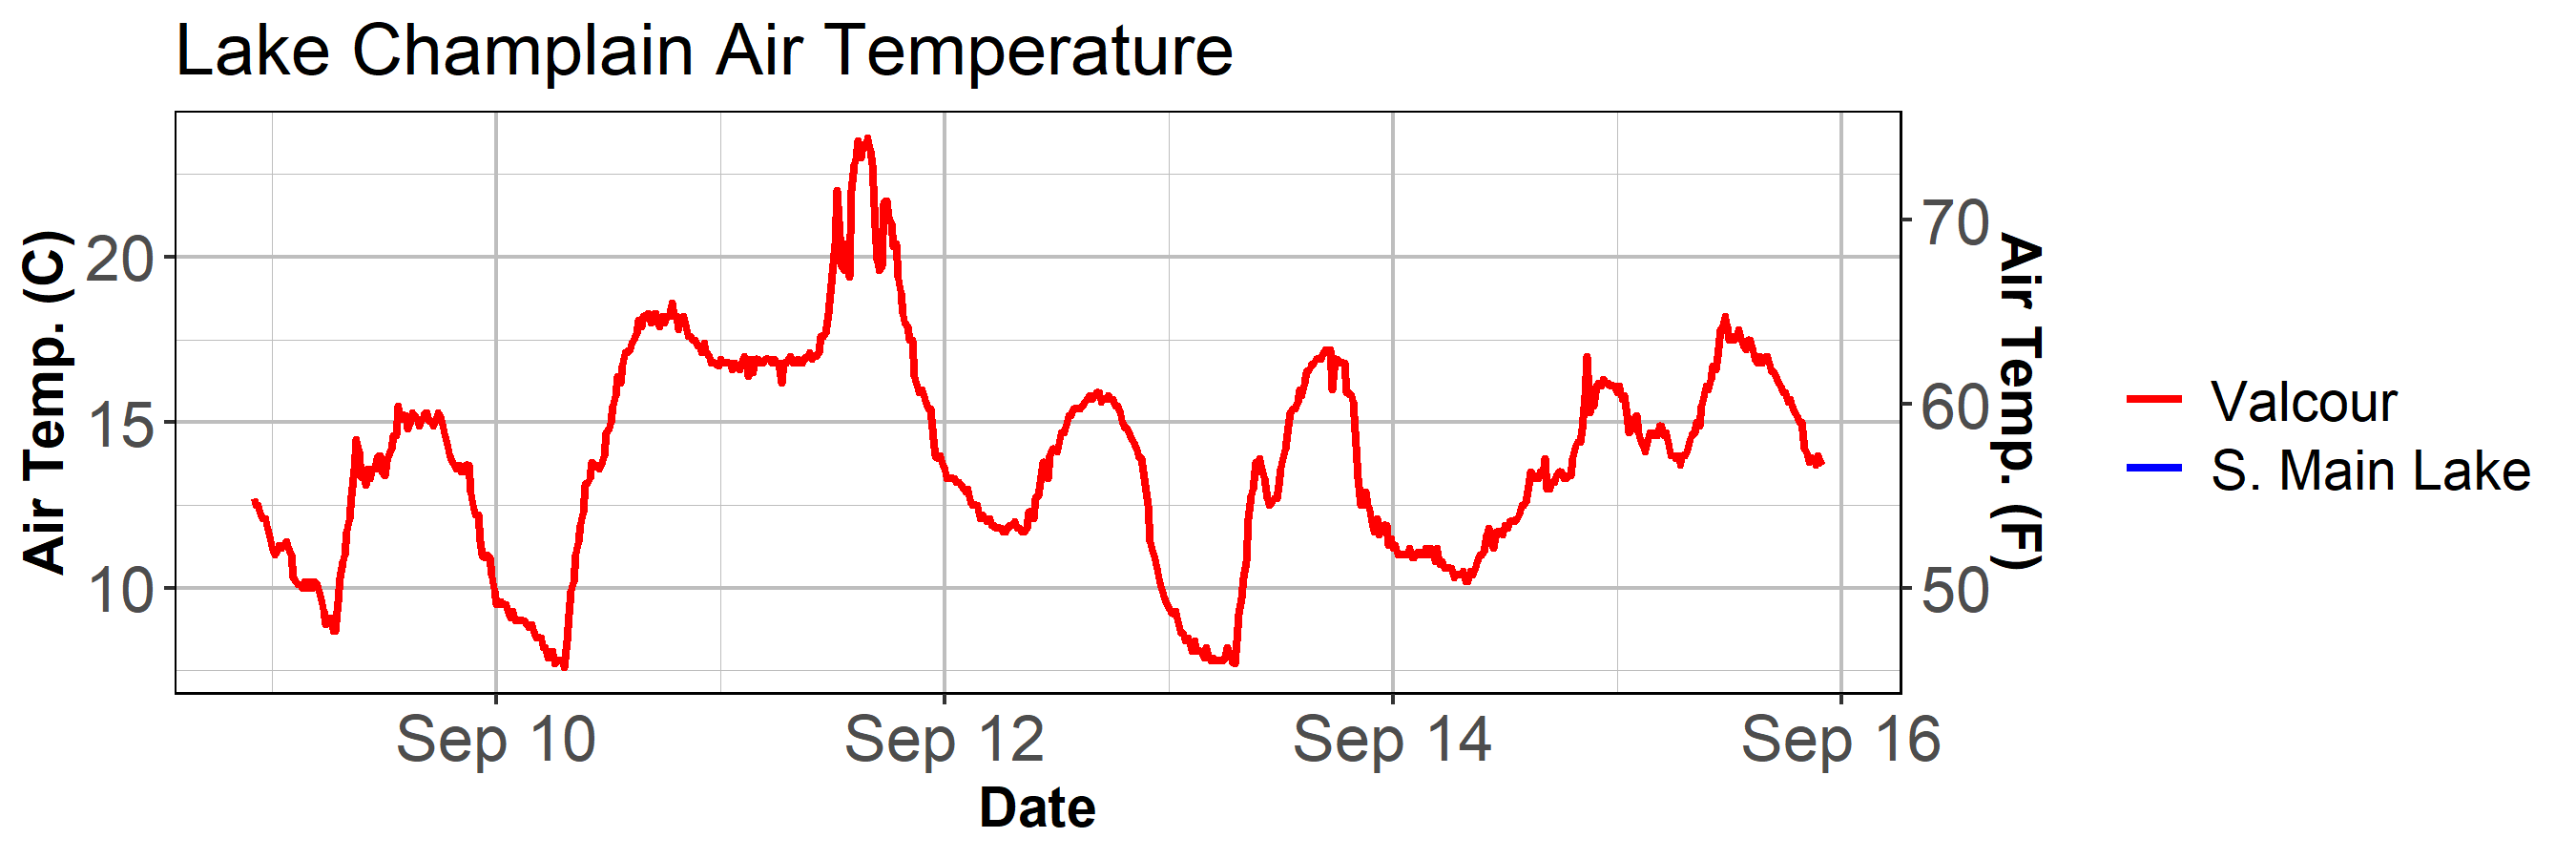 Lake Champlain Air Temperature
Air Temp. (C)
20
15
10
70
60
50
Air Temp. (F)
Sep 10
Sep 12
Sep 14
Sep 16
Date
Valcour
S. Main Lake